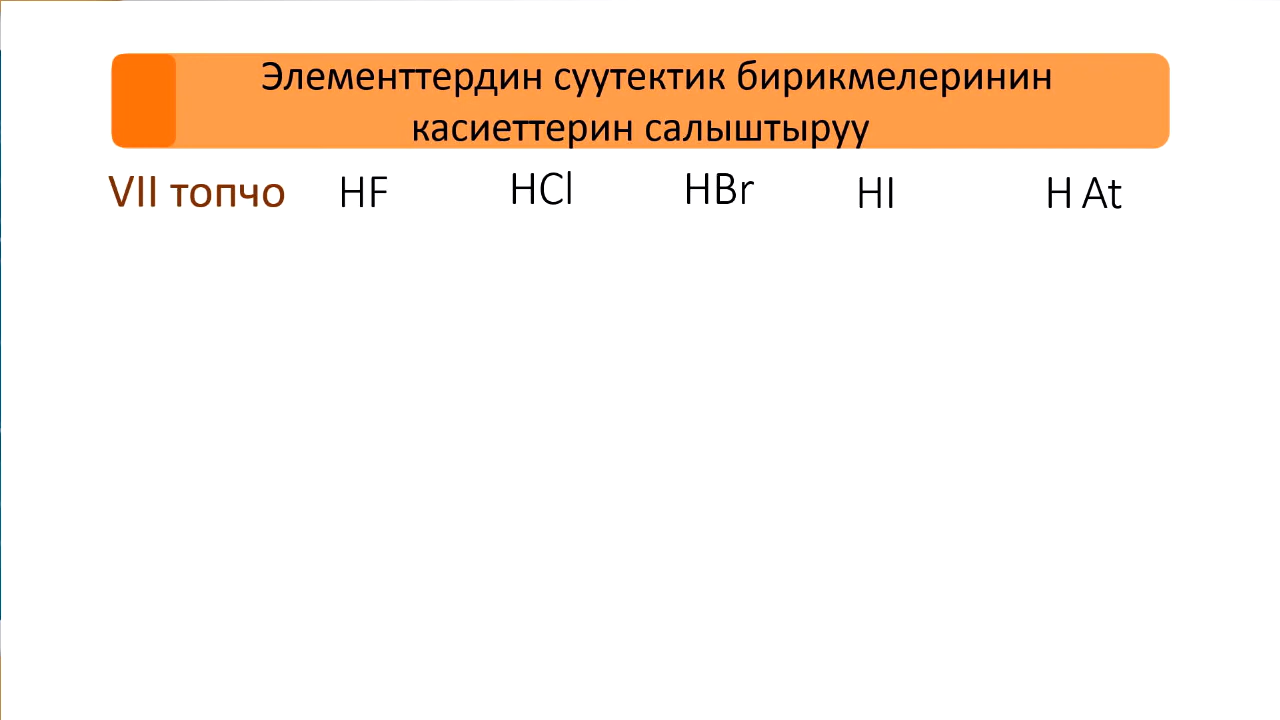 Элементтердин суутектик бирикмелеринин
касиеттерин салыштыруу
VII топчо HF HCl HBr HI H At